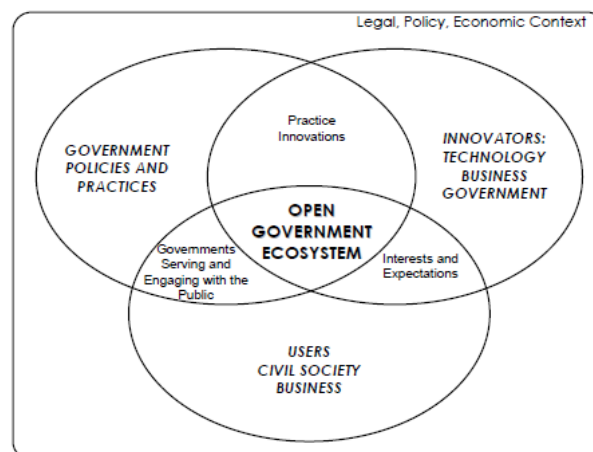 Legal, Policy, Economic Context
Practice
Innovations
GOVERNMENT
POLICIES AND
PRACTICES
INNOVATORS:
TECHNOLOGY
BUSINESS
GOVERNMENT
OPEN
GOVERNMENT
ECOSYSTEM
Governments
Serving and
Engaging with the
Public
Interests and
Expectations
USERS
CIVIL SOCIETY
BUSINESS